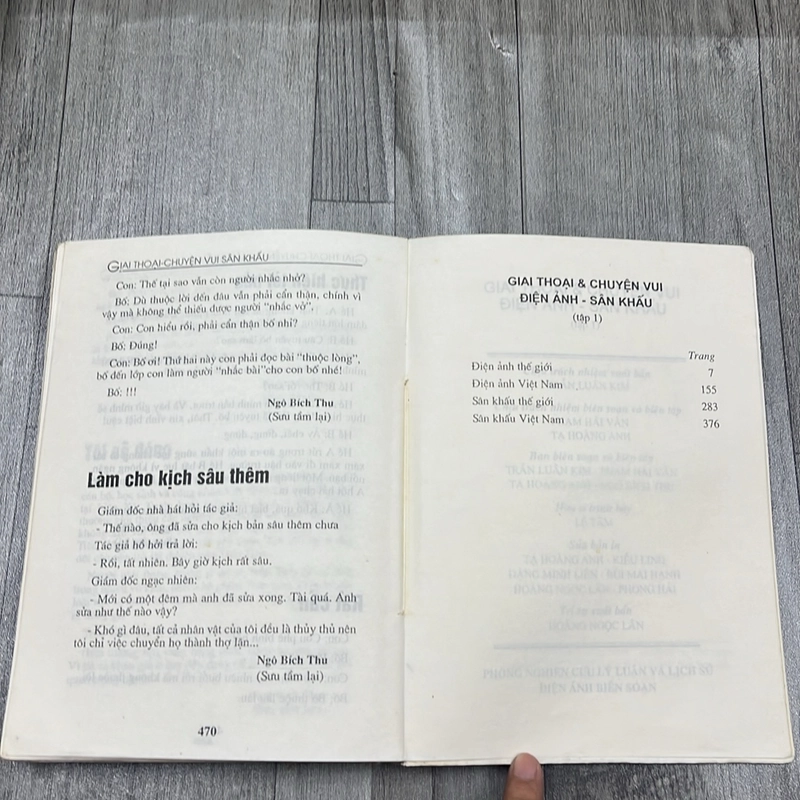 GIAI THOẠI-CHUYỆN VUI SÂN KHẤU
Con: Thế tại sao vẫn còn người nhắc nhở?
Bố: Dù thuộc lời đến đâu vẫn phải cẩn thận, chính vì
vậy mà không thể thiếu được người "nhắc vở".
Con: Con hiểu rồi, phải cẩn thận bố nhỉ?
Bố: Đúng!
Con: Bố ơi! Thứ hai này con phải đọc bài "thuộc lòng",
bố đến lớp con làm người "nhắc bài"cho con bố nhé!
Bố: !!!
Ngô Bích Thu
(Sưu tầm lại)
Làm cho kịch sâu thêm
Giám đốc nhà hát hỏi tác giả:
- Thế nào, ông đã sửa cho kịch bản sâu thêm chưa
Tác giả hồ hởi trả lời:
- Rồi, tất nhiên. Bây giờ kịch rất sâu.
Giám đốc ngạc nhiên:
- Mới có một đêm mà anh đã sửa xong. Tài quá. Anh
sửa như thế nào vậy?
- Khó gì đâu, tất cả nhân vật của tôi đều là thủy thủ nên
tôi chỉ việc chuyển họ thành thợ lặn...
Ngô Bích Thu
(Sưu tầm lại)
470
GIAI THOẠI & CHUYỆN VUI
ĐIỆN ẢNH - SÂN KHẤU
(tập 1)
Trang
Điện ảnh thế giới 7
Điện ảnh Việt Nam 155
Sân khấu thế giới 283
Sân khấu Việt Nam 376